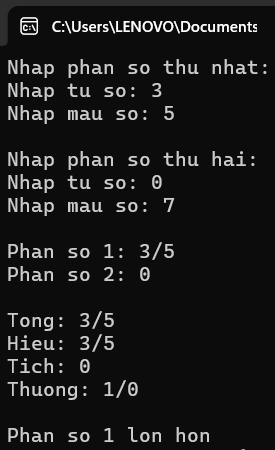 C:\Users\LENOVO\Documents
Nhap phan so thu nhat:
Nhap tu so: 3
Nhap mau so: 5
Nhap phan so thu hai:
Nhap tu so: 0
Nhap mau so: 7
Phan so 1: 3/5
Phan so 2: 0
Tong: 3/5
Hieu: 3/5
Tich: 0
Thuong: 1/0
Phan so 1 lon hon